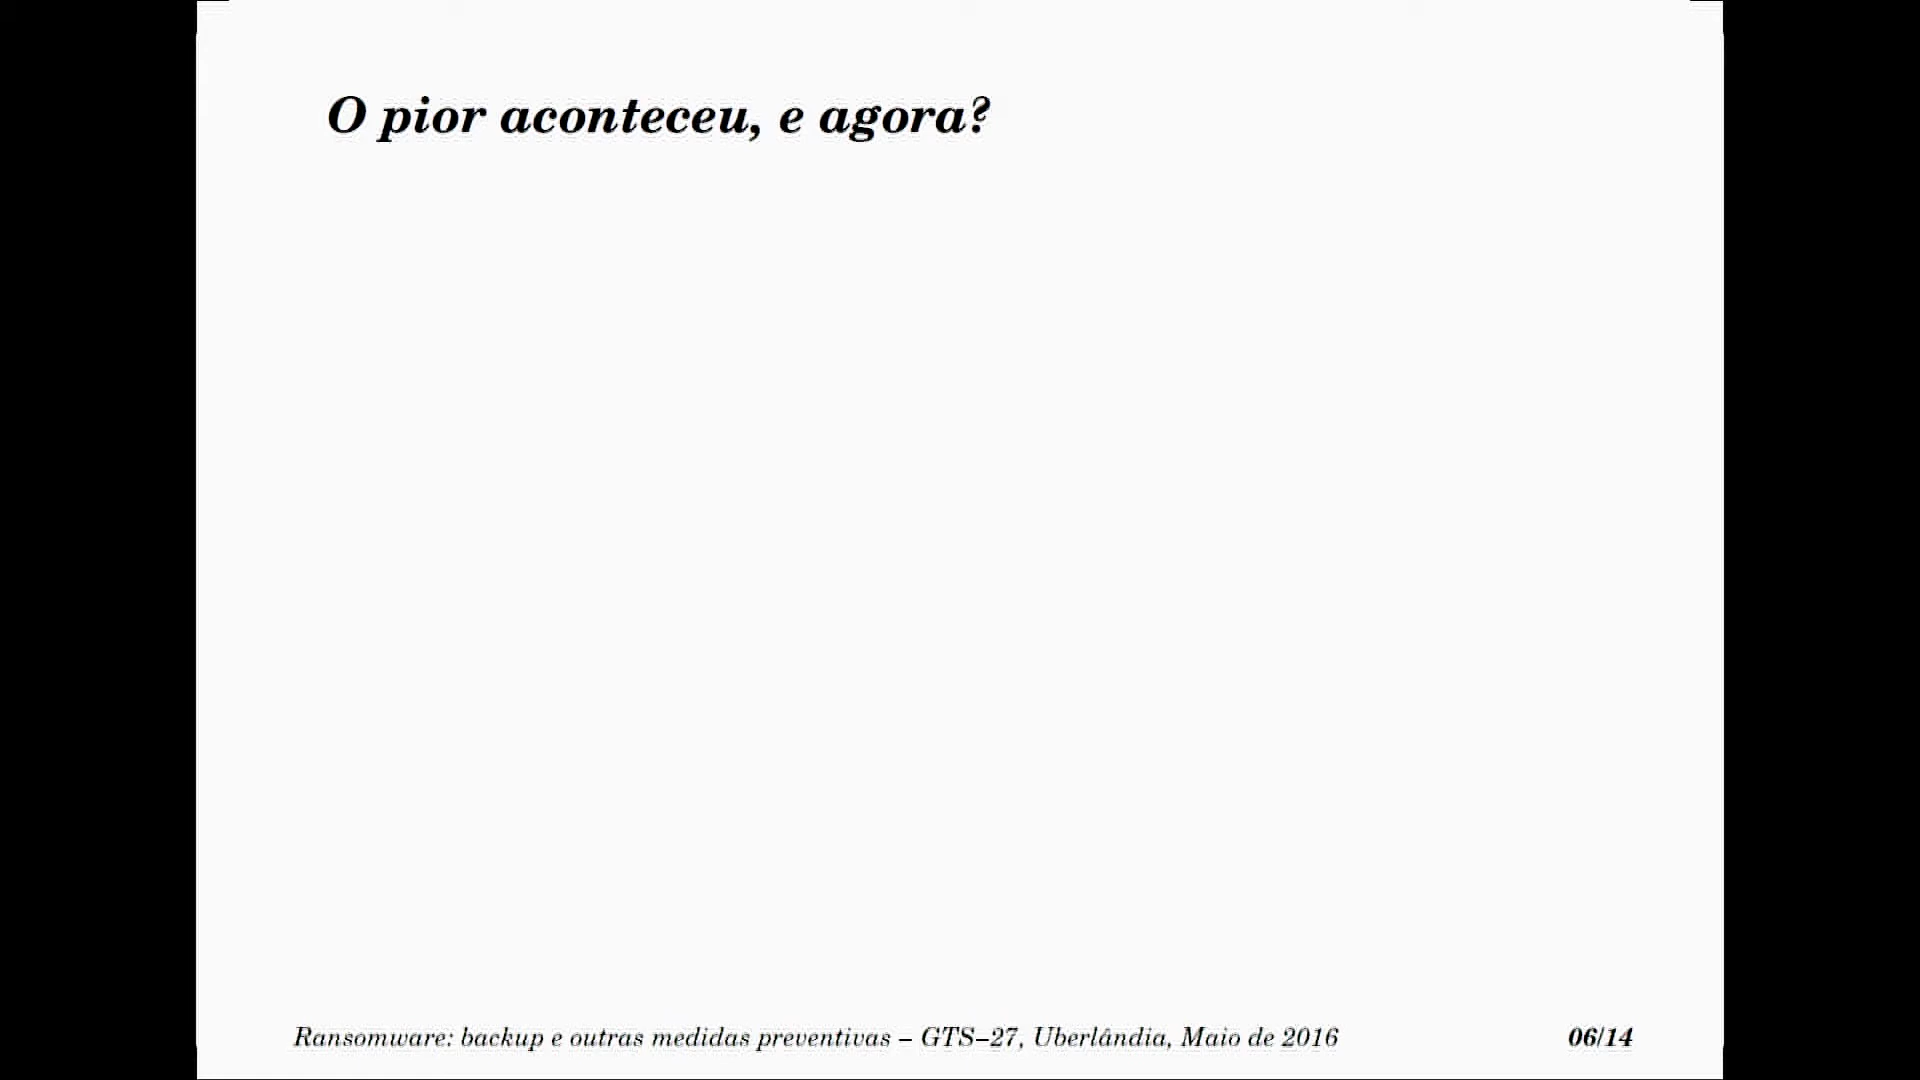 O pior aconteceu, e agora?
Ransomware: backup e outras medidas preventivas – GTS–27, Uberlândia, Maio de 2016
06/14